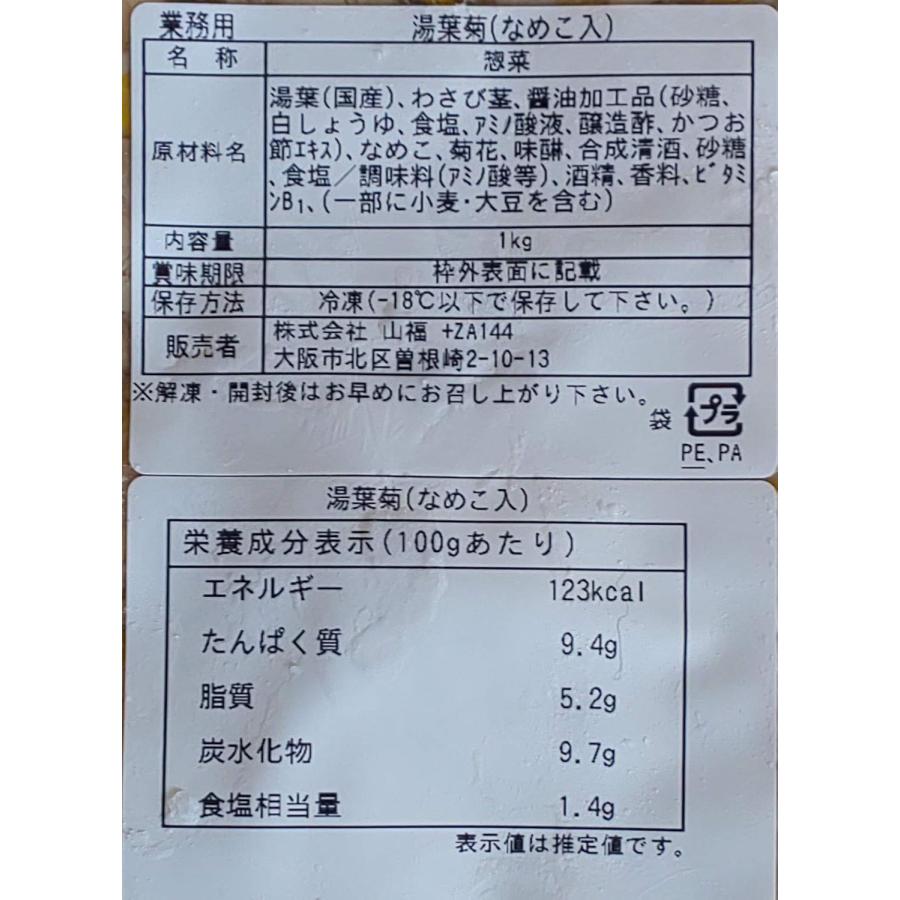 業務用 湯葉菊(なめこ入)
名称 惣菜
原材料名
湯葉(国産)、わさび茎、醤油加工品(砂糖、
白しょうゆ、食塩、ｱﾐﾉ酸液、醸造酢、かつお
節ｴｷｽ)、なめこ、菊花、味醂、合成清酒、砂糖
、食塩／調味料(ｱﾐﾉ酸等)、酒精、香料、ﾋﾞﾀﾐ
ﾝB₁、(一部に小麦・大豆を含む)
内容量 1kg
賞味期限 枠外表面に記載
保存方法 冷凍(-18℃以下で保存して下さい。)
販売者
株式会社 山福 +ZA144
大阪市北区曽根崎2-10-13
※解凍・開封後はお早めにお召し上がり下さい。
袋 プラ
PE、PA
湯葉菊(なめこ入)
栄養成分表示(100gあたり)
エネルギー 123kcal
たんぱく質 9.4g
脂質 5.2g
炭水化物 9.7g
食塩相当量 1.4g
表示値は推定値です。